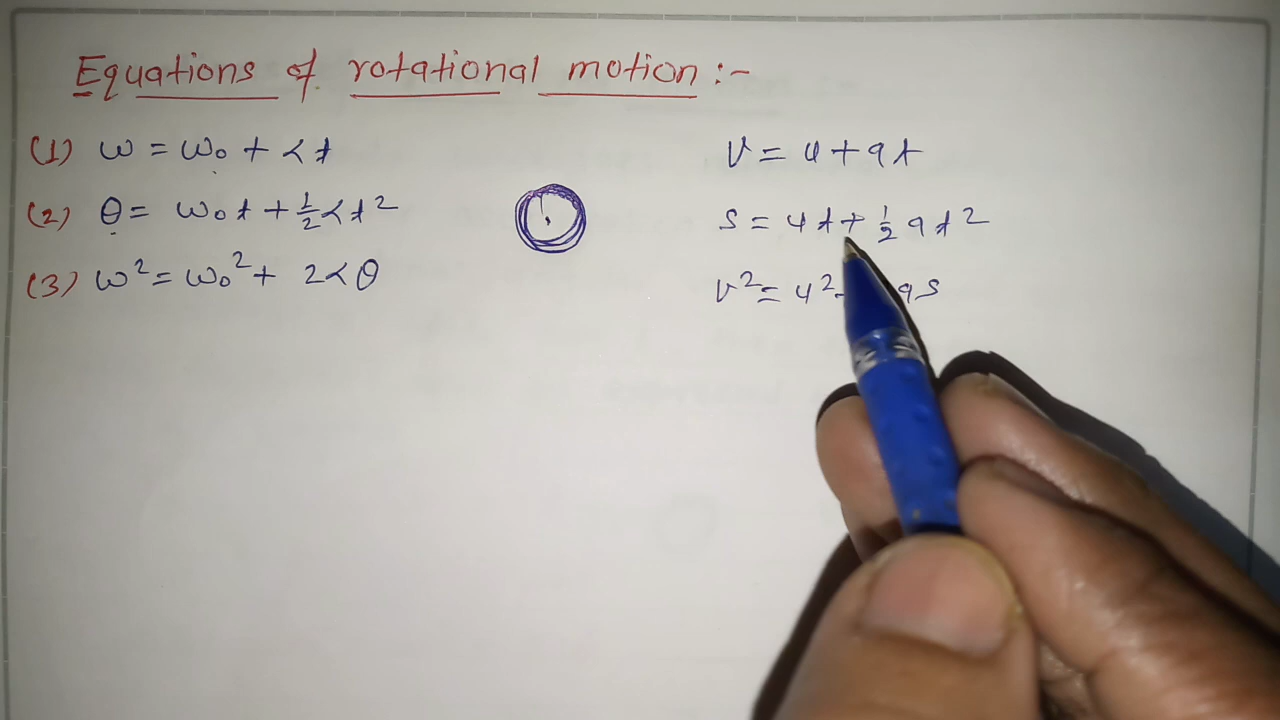 Equations of rotational motion :-
(1) ω = ω₀ + αt
v = u + at
(2) θ = ω₀t + ½αt²
s = ut + ½at²
(3) ω² = ω₀² + 2αθ
v² = u² as